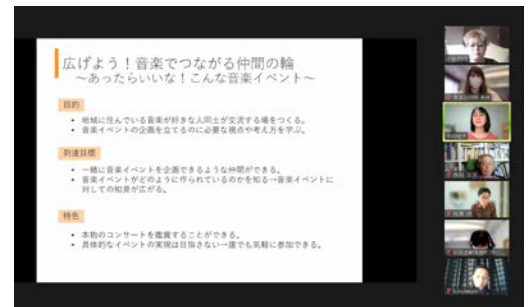 広げよう！音楽でつながる仲間の輪
～あったらいいな！こんな音楽イベント～
目的
• 地域に住んでいる音楽が好きな人同士が交流する場をつくる。
• 音楽イベントの企画を立てるのに必要な視点や考え方を学ぶ。
到達目標
• 一緒に音楽イベントを企画できるような仲間ができる。
• 音楽イベントがどのように作られているのかを知る→音楽イベントに
対しての知見が広がる。
特色
• 本物のコンサートを鑑賞することができる。
• 具体的なイベントの実現は目指さない→誰でも気軽に参加できる。